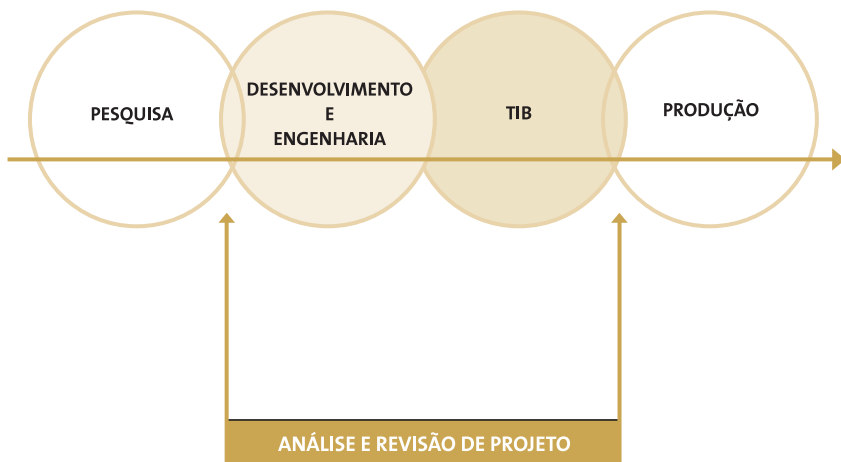 PESQUISA
DESENVOLVIMENTO
E
ENGENHARIA
TIB
PRODUÇÃO
ANÁLISE E REVISÃO DE PROJETO